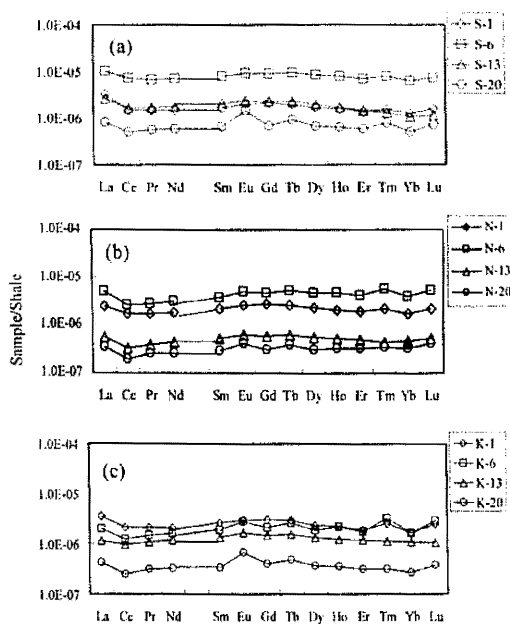 1.0E-04
(a)
1.0E-05
1.0E-06
1.0E-07
S-1
S-6
S-13
S-20
La Ce Pr Nd Sm Eu Gd Tb Dy Ho Er Tm Yb Lu
Sample/Shale
1.0E-04
(b)
1.0E-05
1.0E-06
1.0E-07
N-1
N-6
N-13
N-20
La Ce Pr Nd Sm Eu Gd Tb Dy Ho Er Tm Yb Lu
1.0E-04
(c)
1.0E-05
1.0E-06
1.0E-07
K-1
K-6
K-13
K-20
La Ce Pr Nd Sm Eu Gd Tb Dy Ho Er Tm Yb Lu